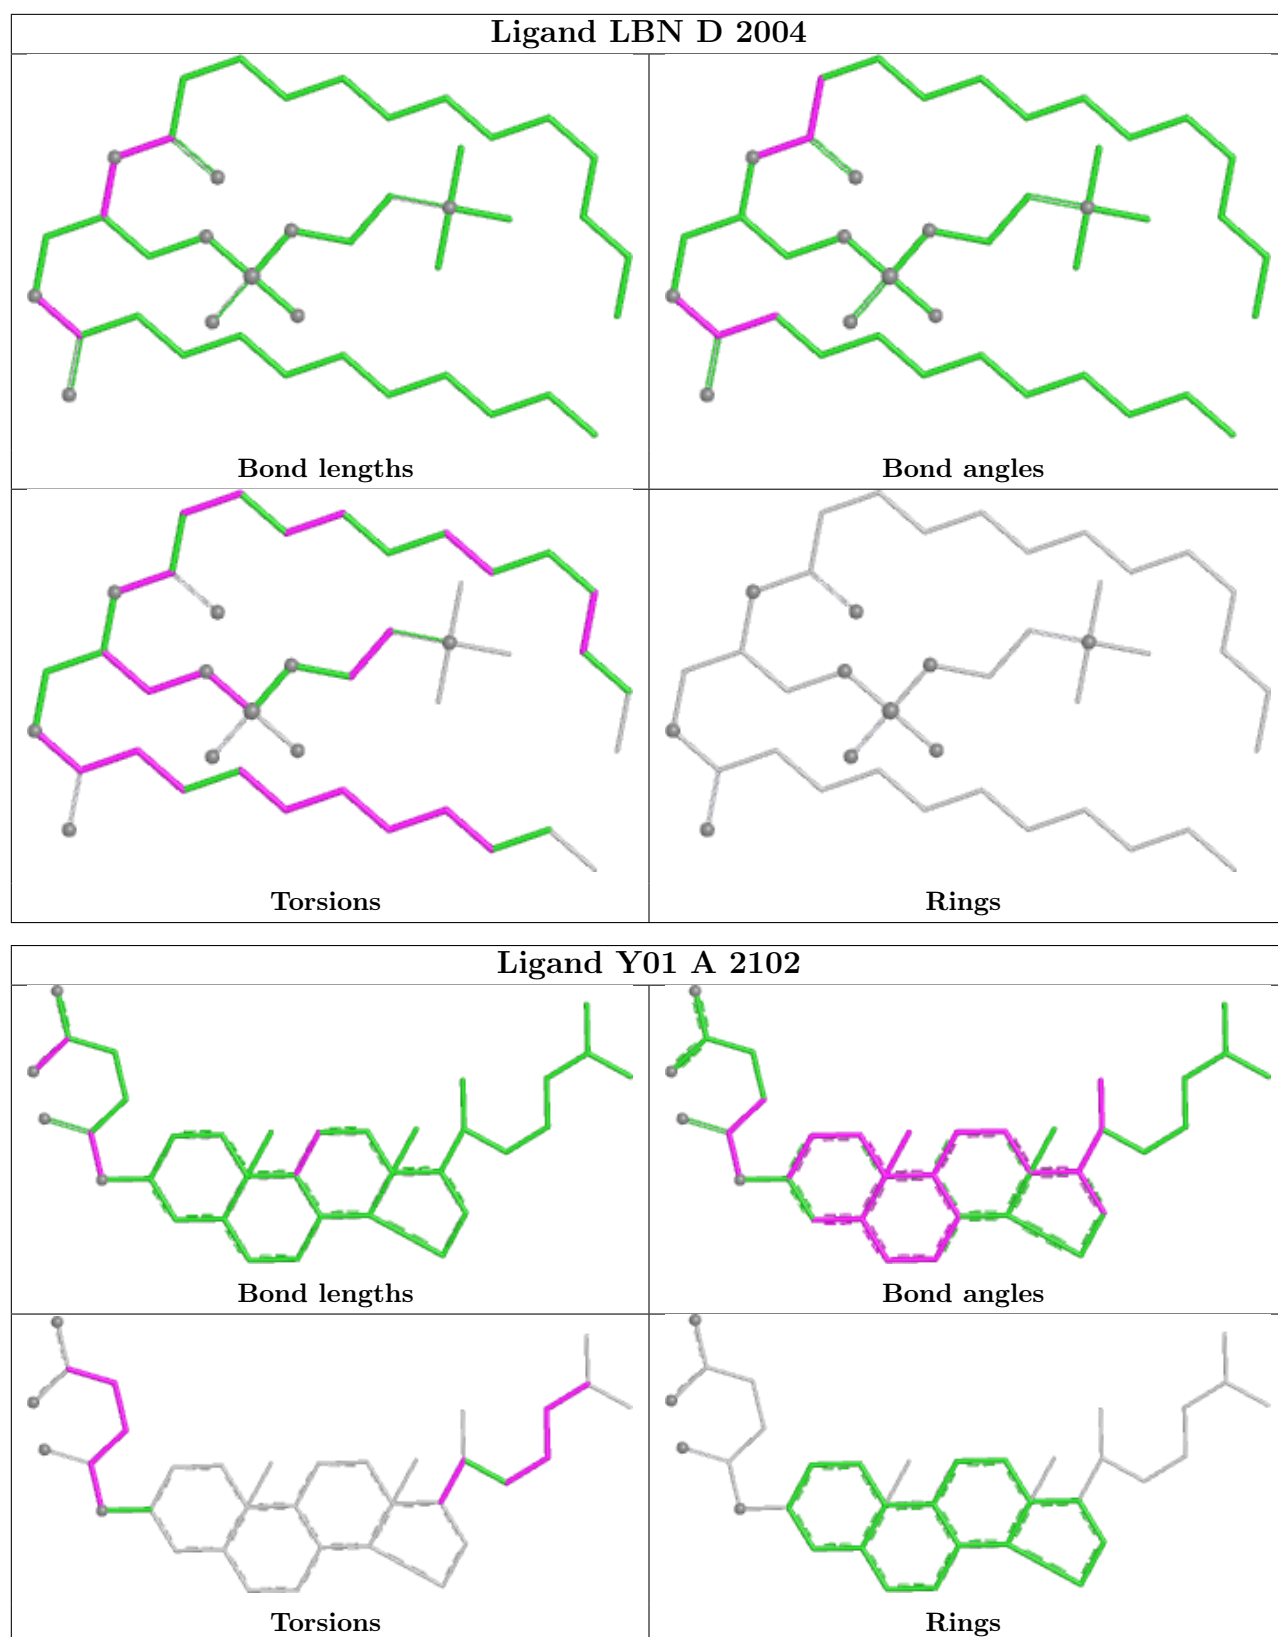 Ligand LBN D 2004
Bond lengths
Bond angles
Torsions
Rings
Ligand Y01 A 2102
Bond lengths
Bond angles
Torsions
Rings